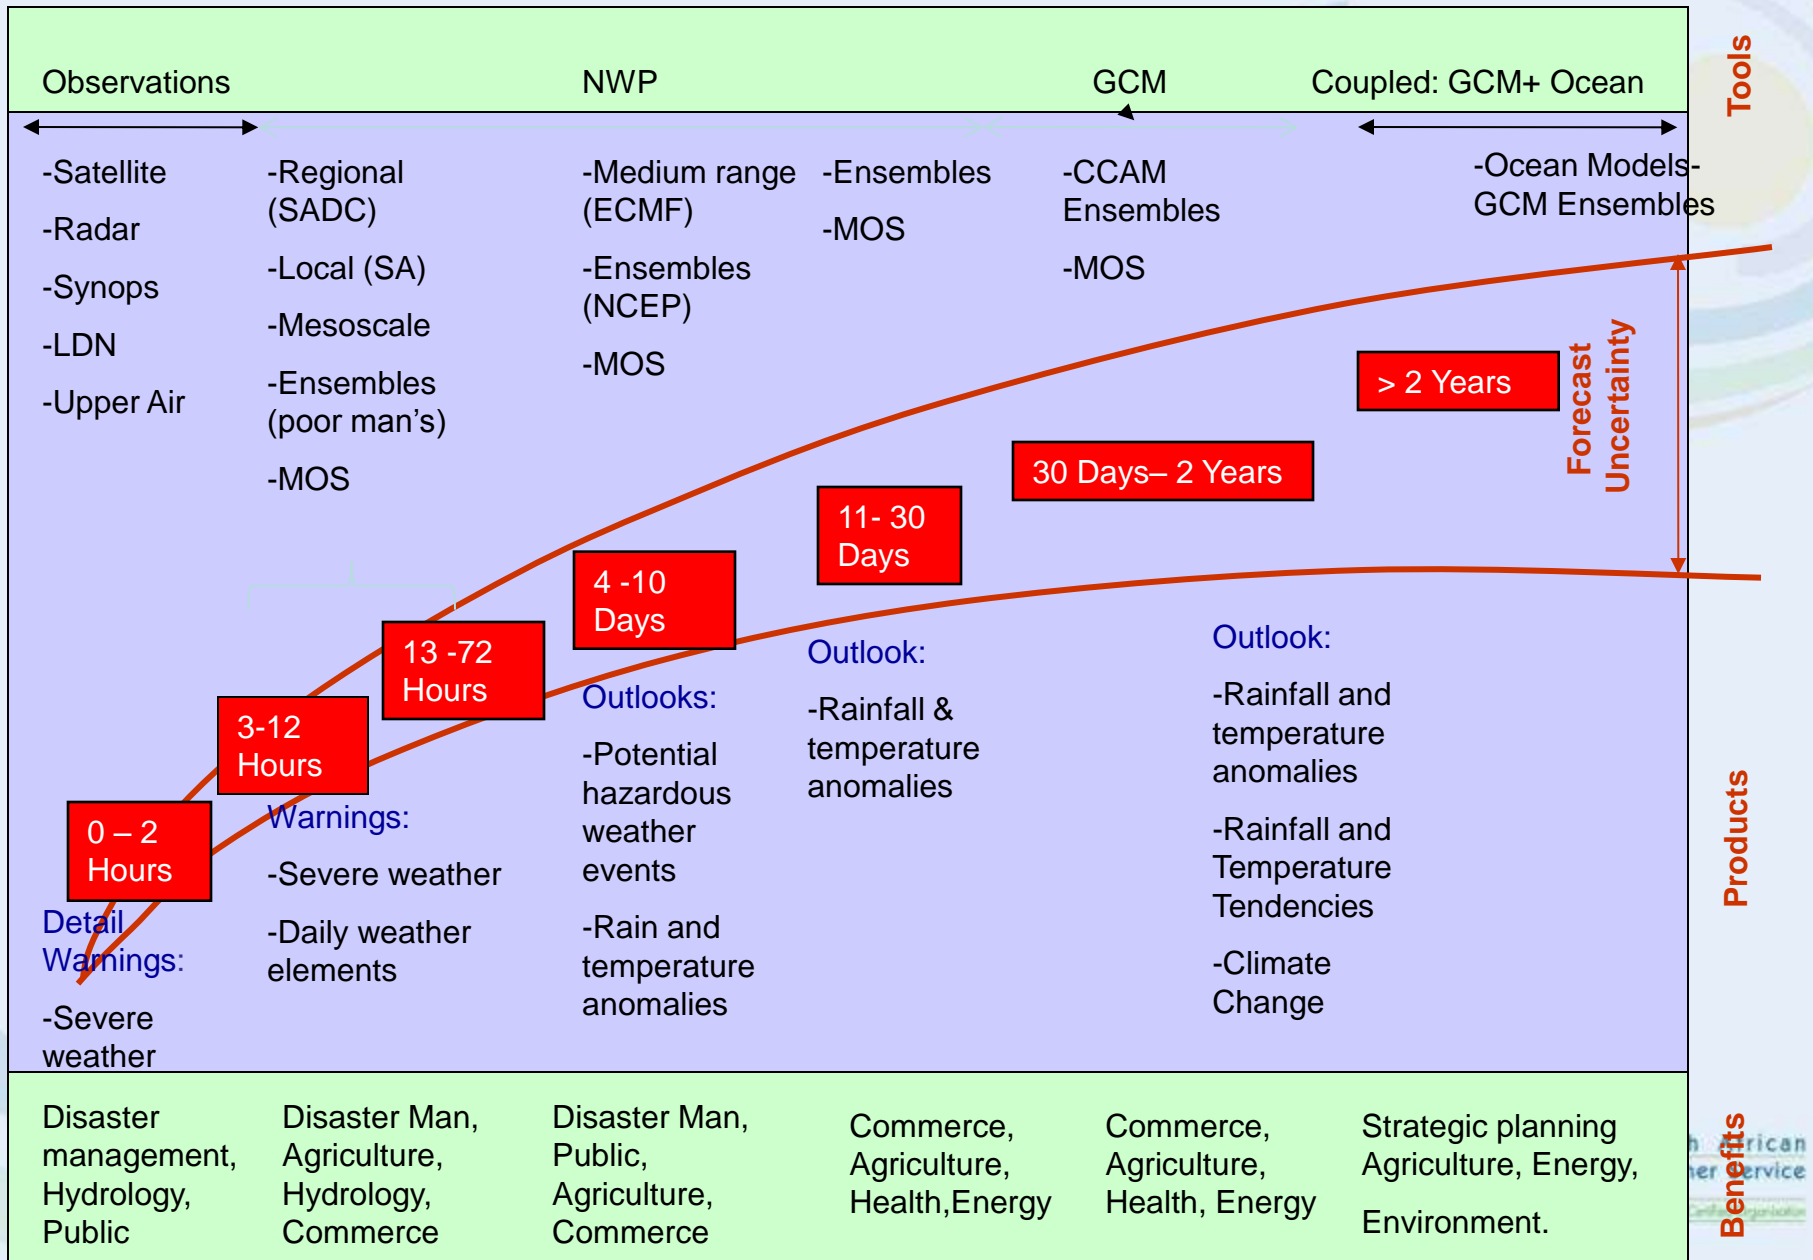 Observations
NWP
GCM
Coupled: GCM+ Ocean
Tools
-Satellite
-Radar
-Synops
-LDN
-Upper Air
-Regional
(SADC)
-Local (SA)
-Mesoscale
-Ensembles
(poor man's)
-MOS
-Medium range
(ECMF)
-Ensembles
(NCEP)
-MOS
-Ensembles
-MOS
-CCAM
Ensembles
-MOS
-Ocean Models-
GCM Ensembles
Forecast
Uncertainty
0 – 2
Hours
3-12
Hours
13 -72
Hours
4 -10
Days
11- 30
Days
30 Days– 2 Years
> 2 Years
Detail
Warnings:
-Severe
weather
Warnings:
-Severe weather
-Daily weather
elements
Outlooks:
-Potential
hazardous
weather
events
-Rain and
temperature
anomalies
Outlook:
-Rainfall &
temperature
anomalies
Outlook:
-Rainfall and
temperature
anomalies
-Rainfall and
Temperature
Tendencies
-Climate
Change
Products
Disaster
management,
Hydrology,
Public
Disaster Man,
Agriculture,
Hydrology,
Commerce
Disaster Man,
Public,
Agriculture,
Commerce
Commerce,
Agriculture,
Health,Energy
Commerce,
Agriculture,
Health, Energy
Strategic planning
Agriculture, Energy,
Environment.
Benefits